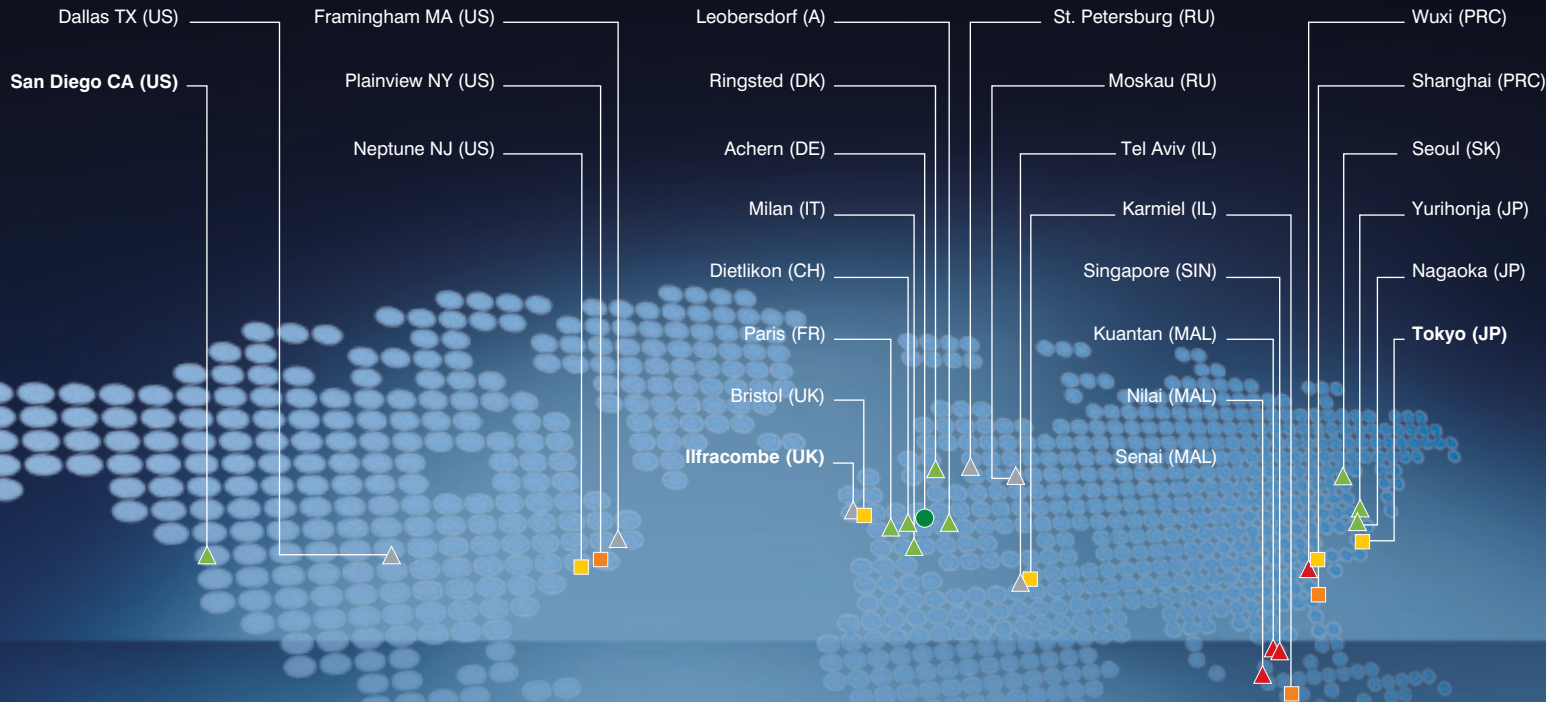 Dallas TX (US)
San Diego CA (US)
Framingham MA (US)
Plainview NY (US)
Neptune NJ (US)
Leobersdorf (A)
Ringsted (DK)
Achern (DE)
Milan (IT)
Dietlikon (CH)
Paris (FR)
Bristol (UK)
Ilfracombe (UK)
St. Petersburg (RU)
Moskau (RU)
Tel Aviv (IL)
Karmiel (IL)
Singapore (SIN)
Kuantan (MAL)
Nilai (MAL)
Senai (MAL)
Wuxi (PRC)
Shanghai (PRC)
Seoul (SK)
Yurihonja (JP)
Nagaoka (JP)
Tokyo (JP)